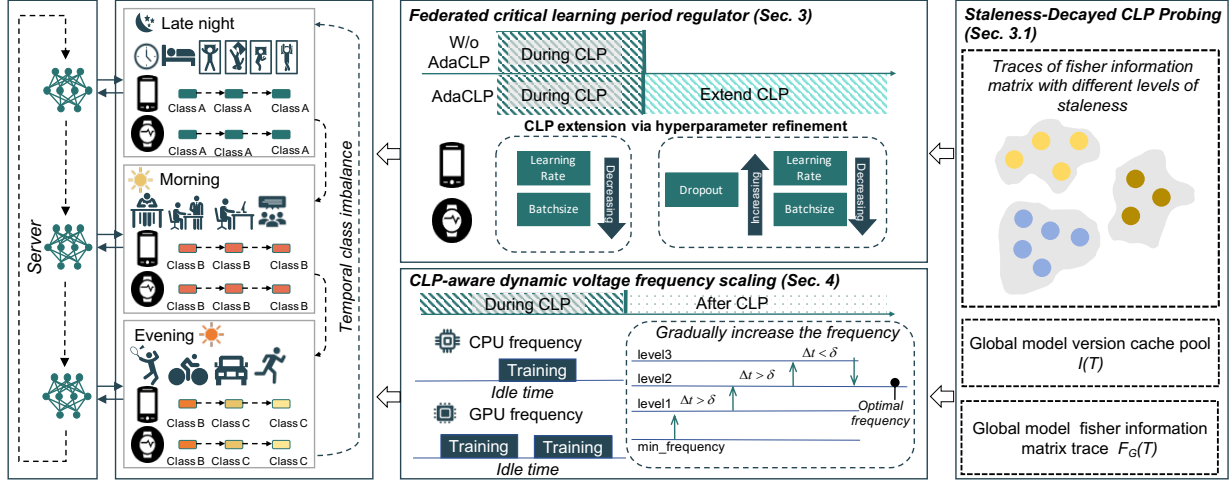 Server
Late night
Class A Class A Class A
Class A Class A Class A
Morning
Class B Class B Class B
Class B Class B Class B
Evening
Class B Class C Class C
Class B Class C Class C
Temporal class imbalance
Federated critical learning period regulator (Sec. 3)
W/o
AdaCLP
During CLP
AdaCLP
During CLP
Extend CLP
CLP extension via hyperparameter refinement
Learning
Rate
Batchsize
Decreasing
Dropout
Increasing
Learning
Rate
Batchsize
Decreasing
CLP-aware dynamic voltage frequency scaling (Sec. 4)
During CLP
After CLP
CPU frequency
Training
Idle time
GPU frequency
Training
Training
Idle time
Gradually increase the frequency
level3
Δt < δ
level2
Δt > δ
level1
Δt > δ
min_frequency
Optimal
frequency
Staleness-Decayed CLP Probing
(Sec. 3.1)
Traces of fisher information
matrix with different levels of
staleness
Global model version cache pool
I(T)
Global model fisher information
matrix trace F_G(T)